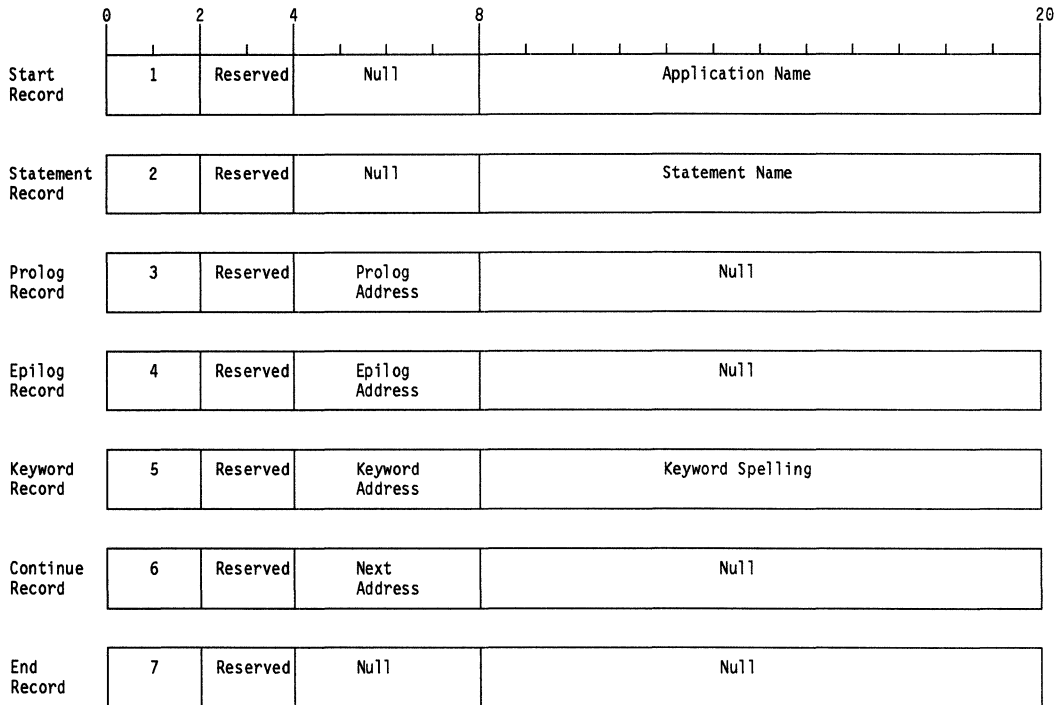 0 2 4 8 20
Start
Record
1 Reserved Null Application Name
Statement
Record
2 Reserved Null Statement Name
Prolog
Record
3 Reserved Prolog
Address
Null
Epilog
Record
4 Reserved Epilog
Address
Null
Keyword
Record
5 Reserved Keyword
Address
Keyword Spelling
Continue
Record
6 Reserved Next
Address
Null
End
Record
7 Reserved Null Null